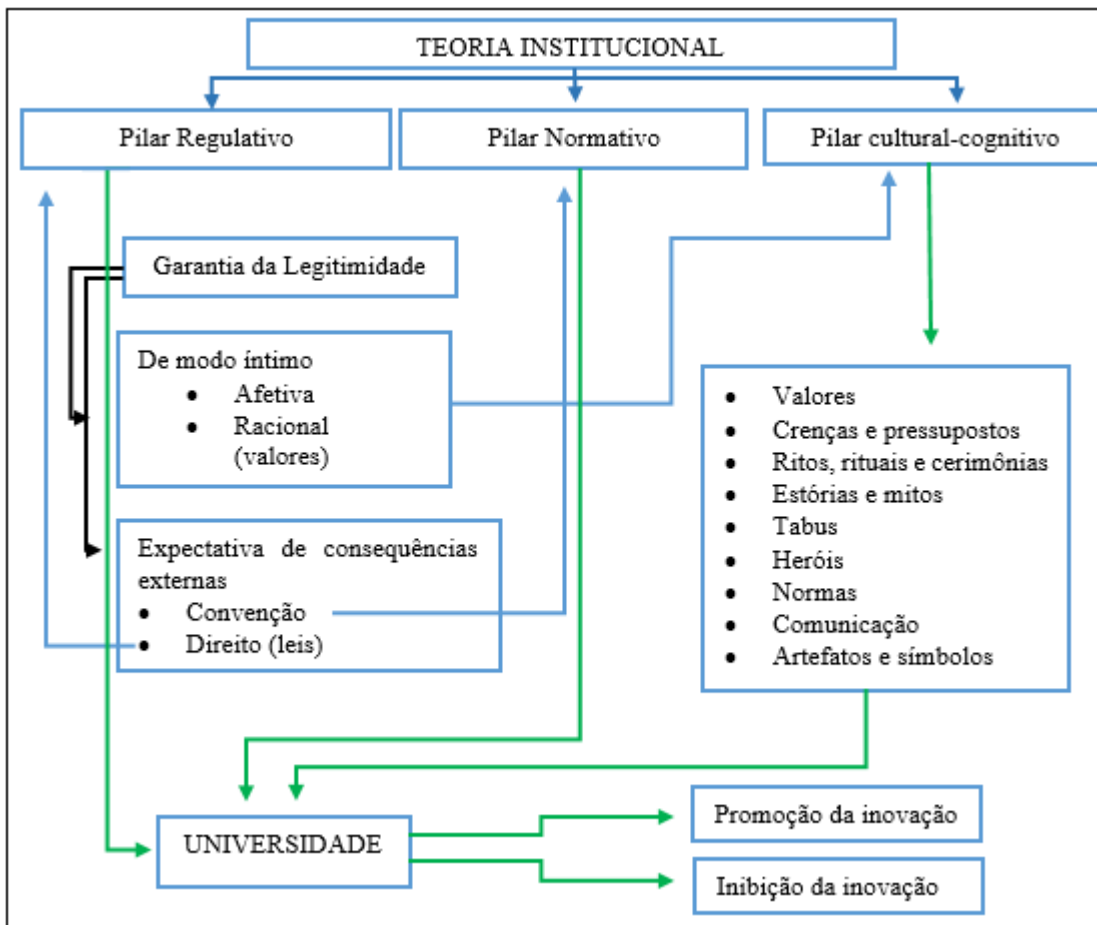 TEORIA INSTITUCIONAL
Pilar Regulativo
Pilar Normativo
Pilar cultural-cognitivo
Garantia da Legitimidade
De modo íntimo
• Afetiva
• Racional
(valores)
Expectativa de consequências
externas
• Convenção
• Direito (leis)
• Valores
• Crenças e pressupostos
• Ritos, rituais e cerimônias
• Estórias e mitos
• Tabus
• Heróis
• Normas
• Comunicação
• Artefatos e símbolos
UNIVERSIDADE
Promoção da inovação
Inibição da inovação